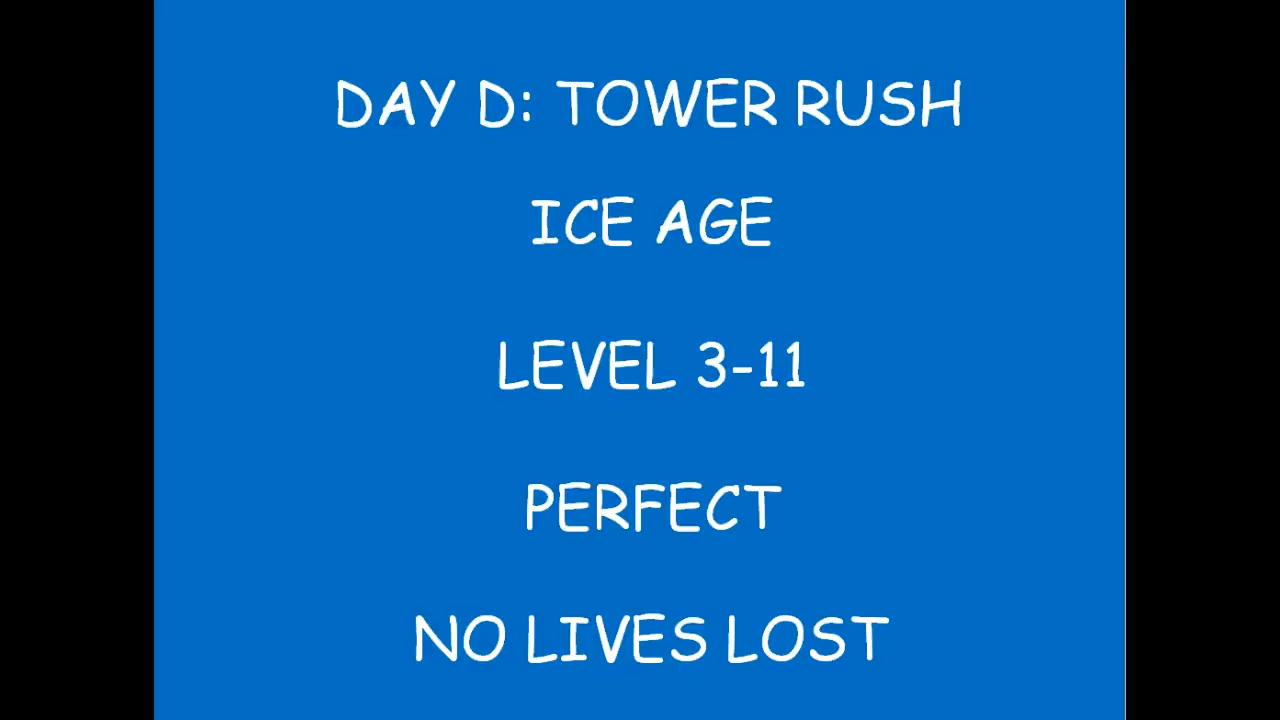 DAY D: TOWER RUSH
ICE AGE
LEVEL 3-11
PERFECT
NO LIVES LOST